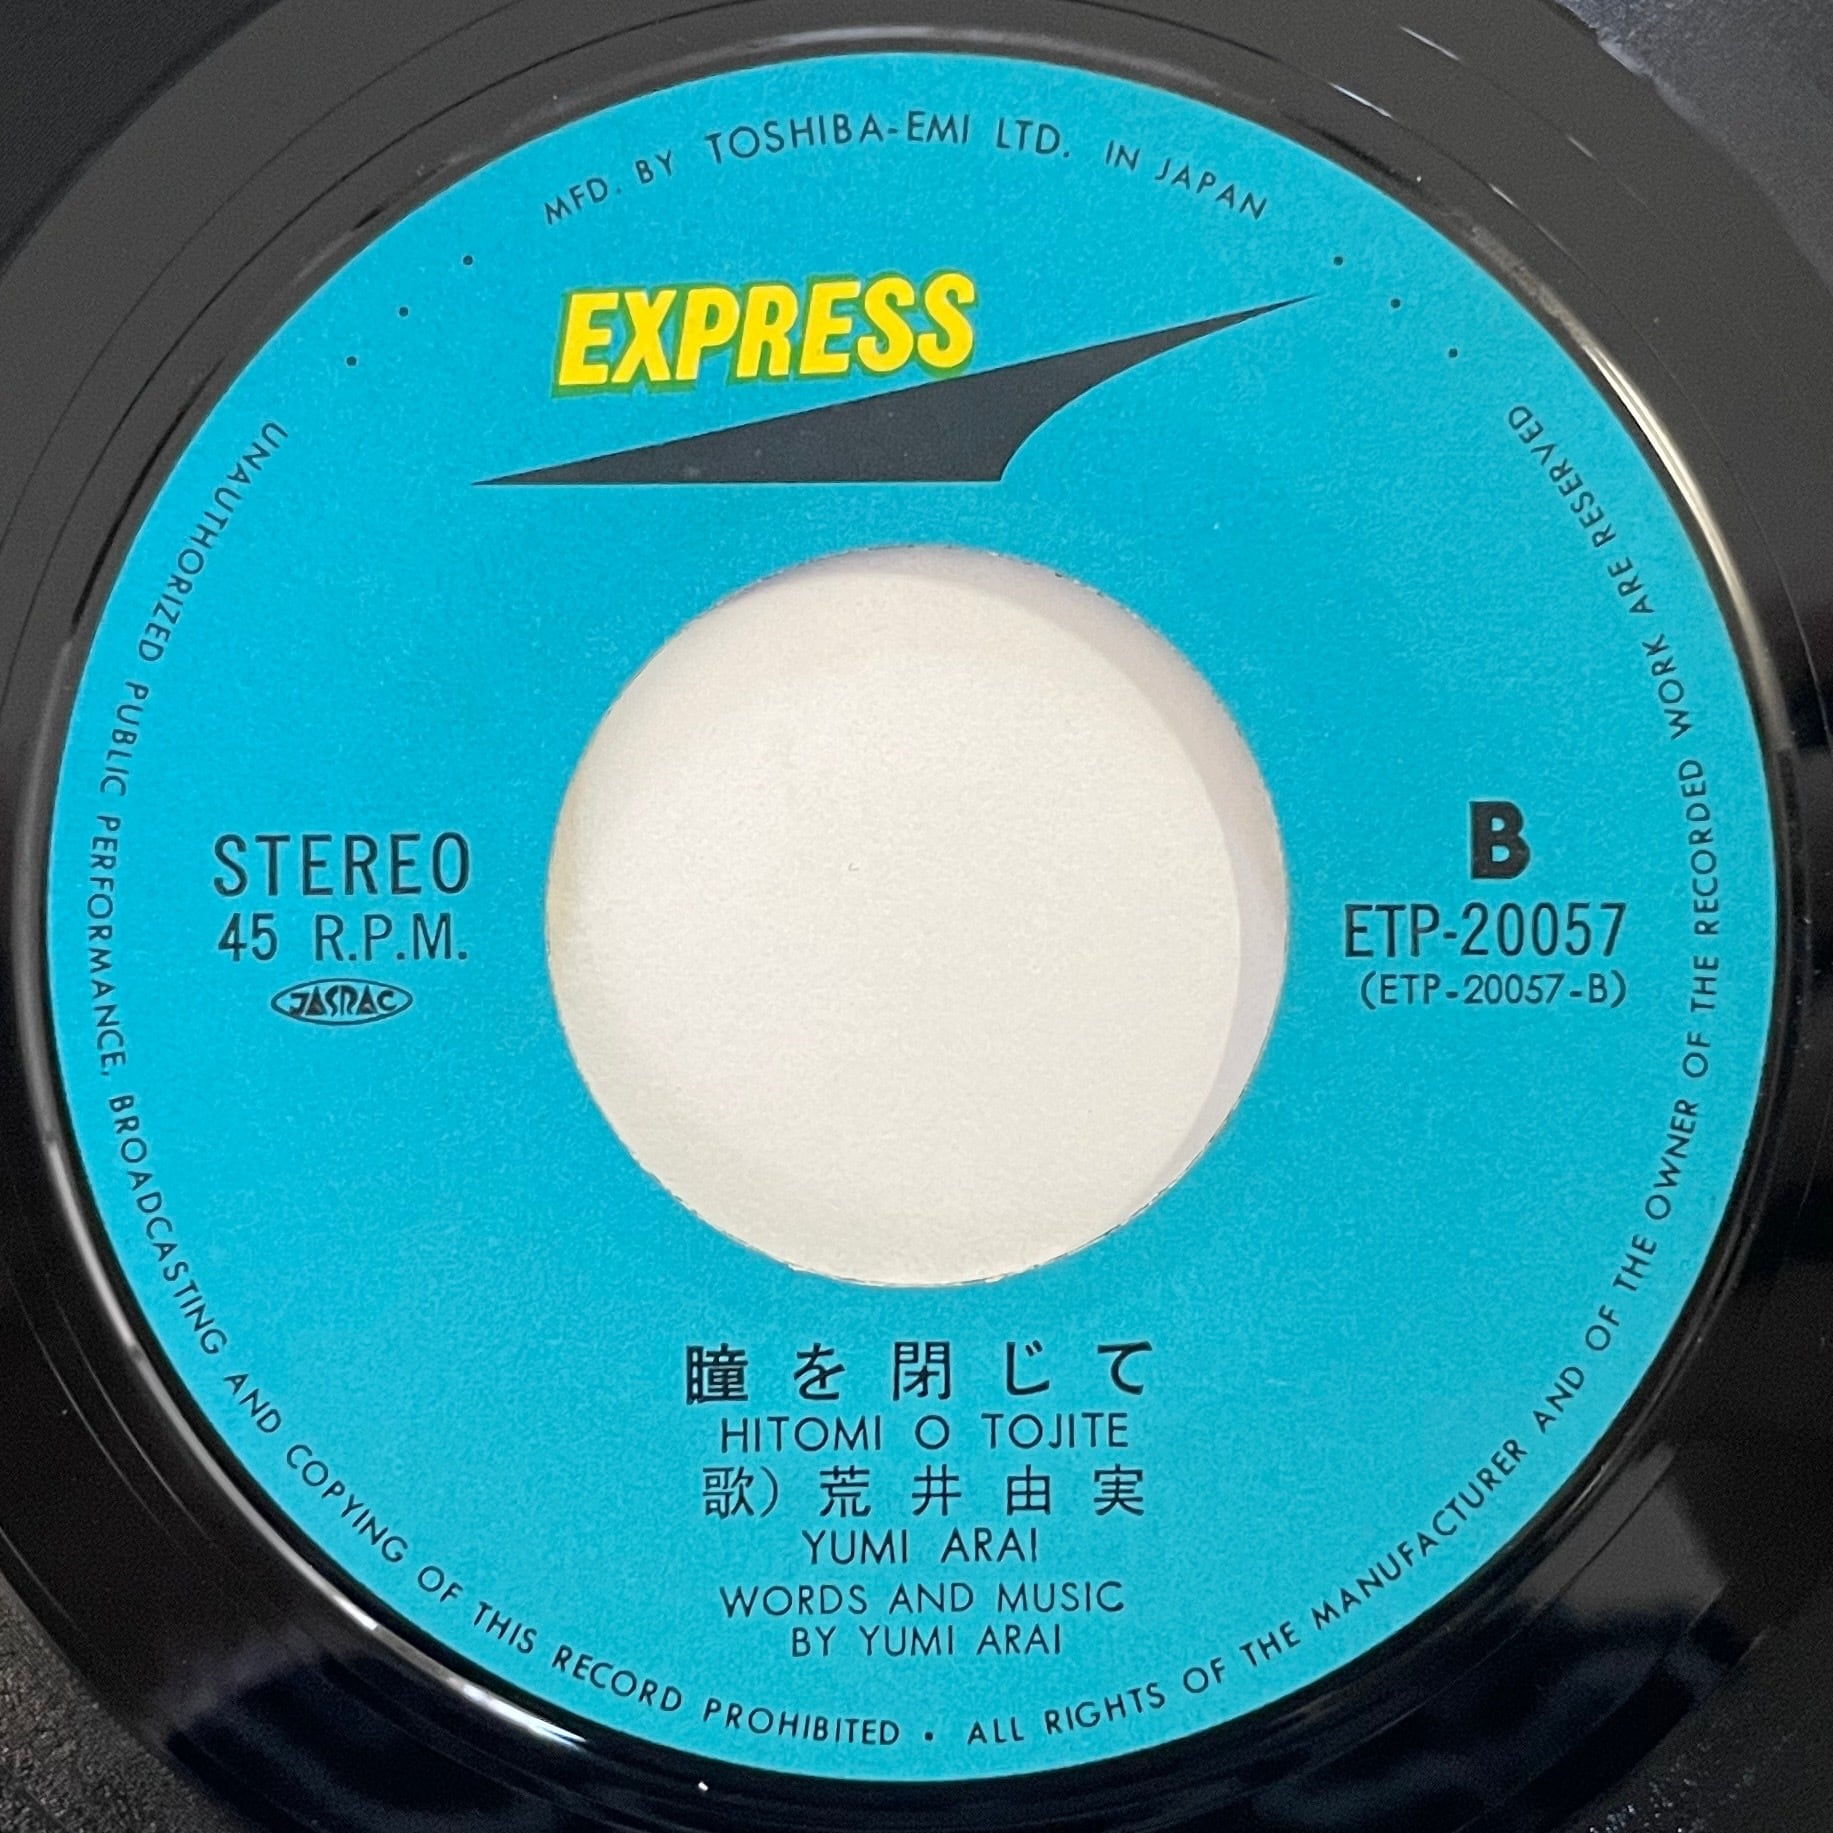 MFD. BY TOSHIBA-EMI LTD. IN JAPAN
EXPRESS
STEREO
45 R.P.M.
JASRAC
B
ETP-20057
(ETP-20057-B)
瞳を閉じて
HITOMI O TOJITE
歌) 荒井由実
YUMI ARAI
WORDS AND MUSIC
BY YUMI ARAI
UNAUTHORIZED PUBLIC PERFORMANCE, BROADCASTING AND COPYING OF THIS RECORD PROHIBITED • ALL RIGHTS OF THE MANUFACTURER AND OF THE OWNER OF THE RECORDED WORK ARE RESERVED